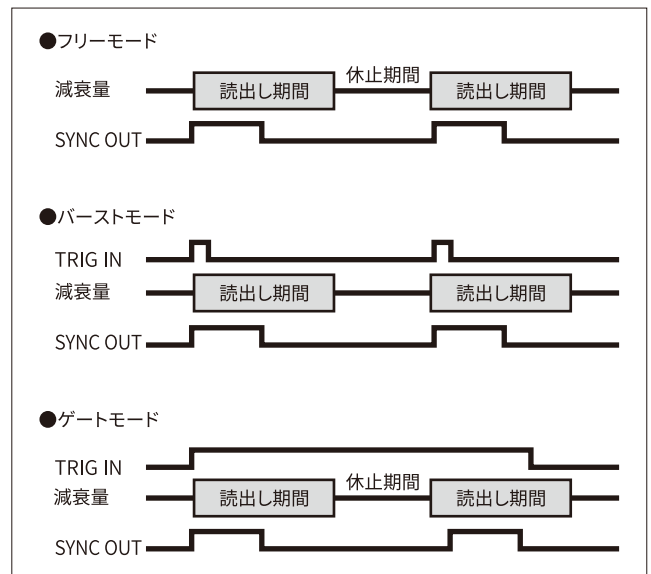 ●フリーモード
休止期間
減衰量 読出し期間 読出し期間
SYNC OUT
●バーストモード
TRIG IN
減衰量 読出し期間 読出し期間
SYNC OUT
●ゲートモード
TRIG IN
休止期間
減衰量 読出し期間 読出し期間
SYNC OUT